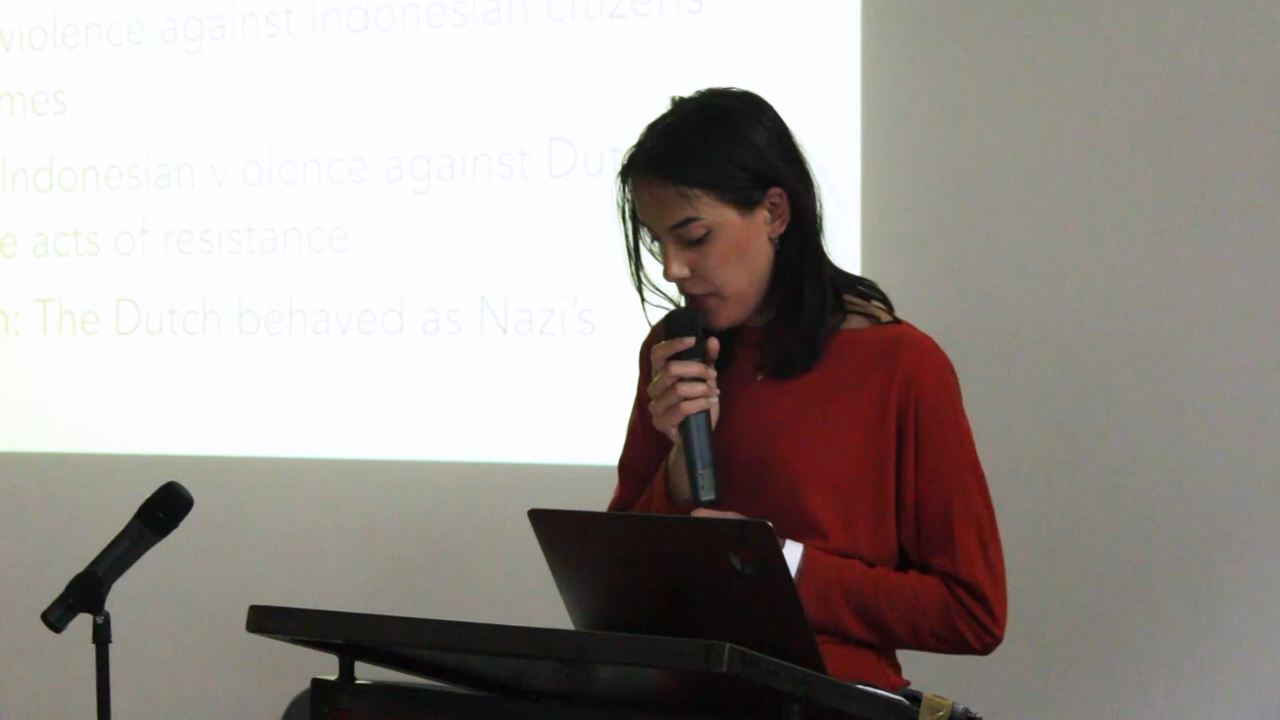 violence against Indonesian citizens
mes
Indonesian violence against Dut
e acts of resistance
n: The Dutch behaved as Nazi's